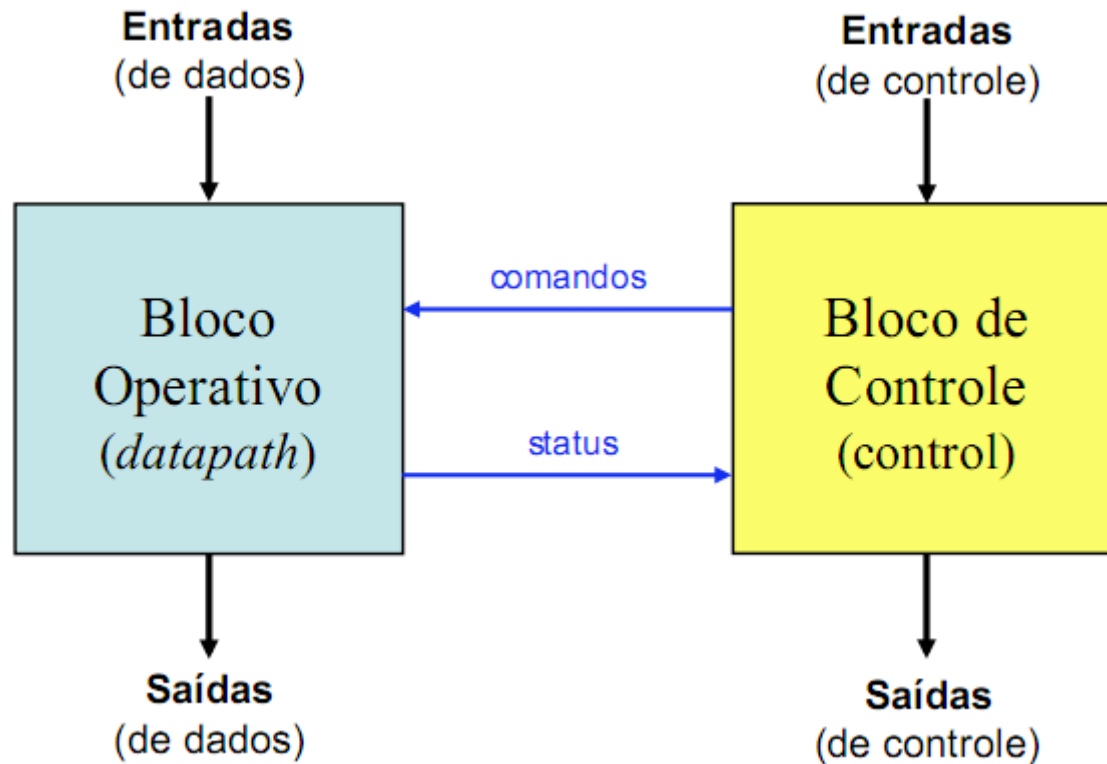 Entradas
(de dados)
Entradas
(de controle)
comandos
Bloco
Operativo
(datapath)
Bloco de
Controle
(control)
status
Saídas
(de dados)
Saídas
(de controle)